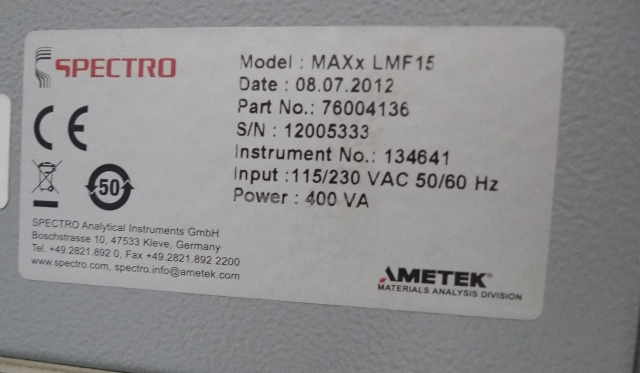 SPECTRO
Model : MAXx LMF15
Date : 08.07.2012
Part No.: 76004136
S/N : 12005333
Instrument No.: 134641
Input :115/230 VAC 50/60 Hz
Power : 400 VA
CE
50
SPECTRO Analytical Instruments GmbH
Boschstrasse 10, 47533 Kleve, Germany
Tel. +49.2821.892 0, Fax +49.2821.892 2200
www.spectro.com, spectro.info@ametek.com
AMETEK®
MATERIALS ANALYSIS DIVISION